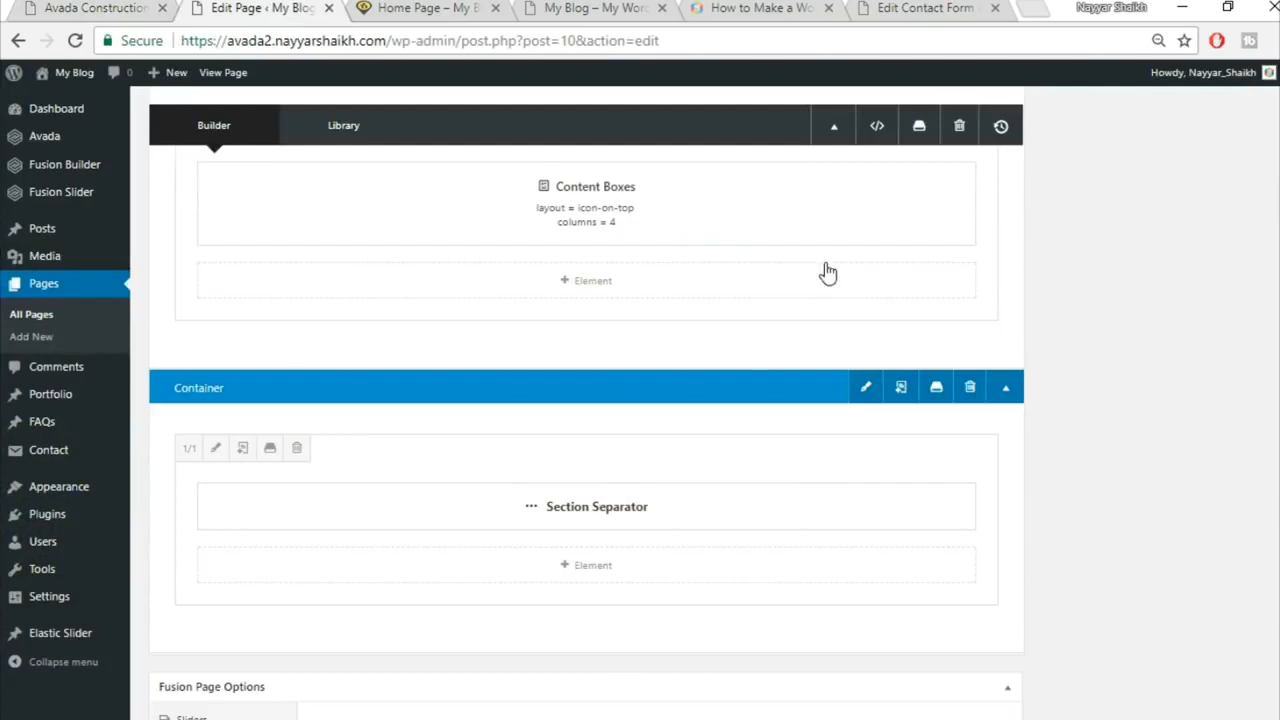 Avada Construction
Edit Page ‹ My Blog
Home Page – My B
My Blog – My Wor
How to Make a Wo
Edit Contact Form
Nayyar Shaikh
Secure
https://avada2.nayyarshaikh.com/wp-admin/post.php?post=10&action=edit
My Blog
0
New
View Page
Howdy, Nayyar_Shaikh
Dashboard
Avada
Fusion Builder
Fusion Slider
Posts
Media
Pages
All Pages
Add New
Comments
Portfolio
FAQs
Contact
Appearance
Plugins
Users
Tools
Settings
Elastic Slider
Collapse menu
Builder
Library
Content Boxes
layout = icon-on-top
columns = 4
+ Element
Container
1/1
Section Separator
+ Element
Fusion Page Options
Sliders